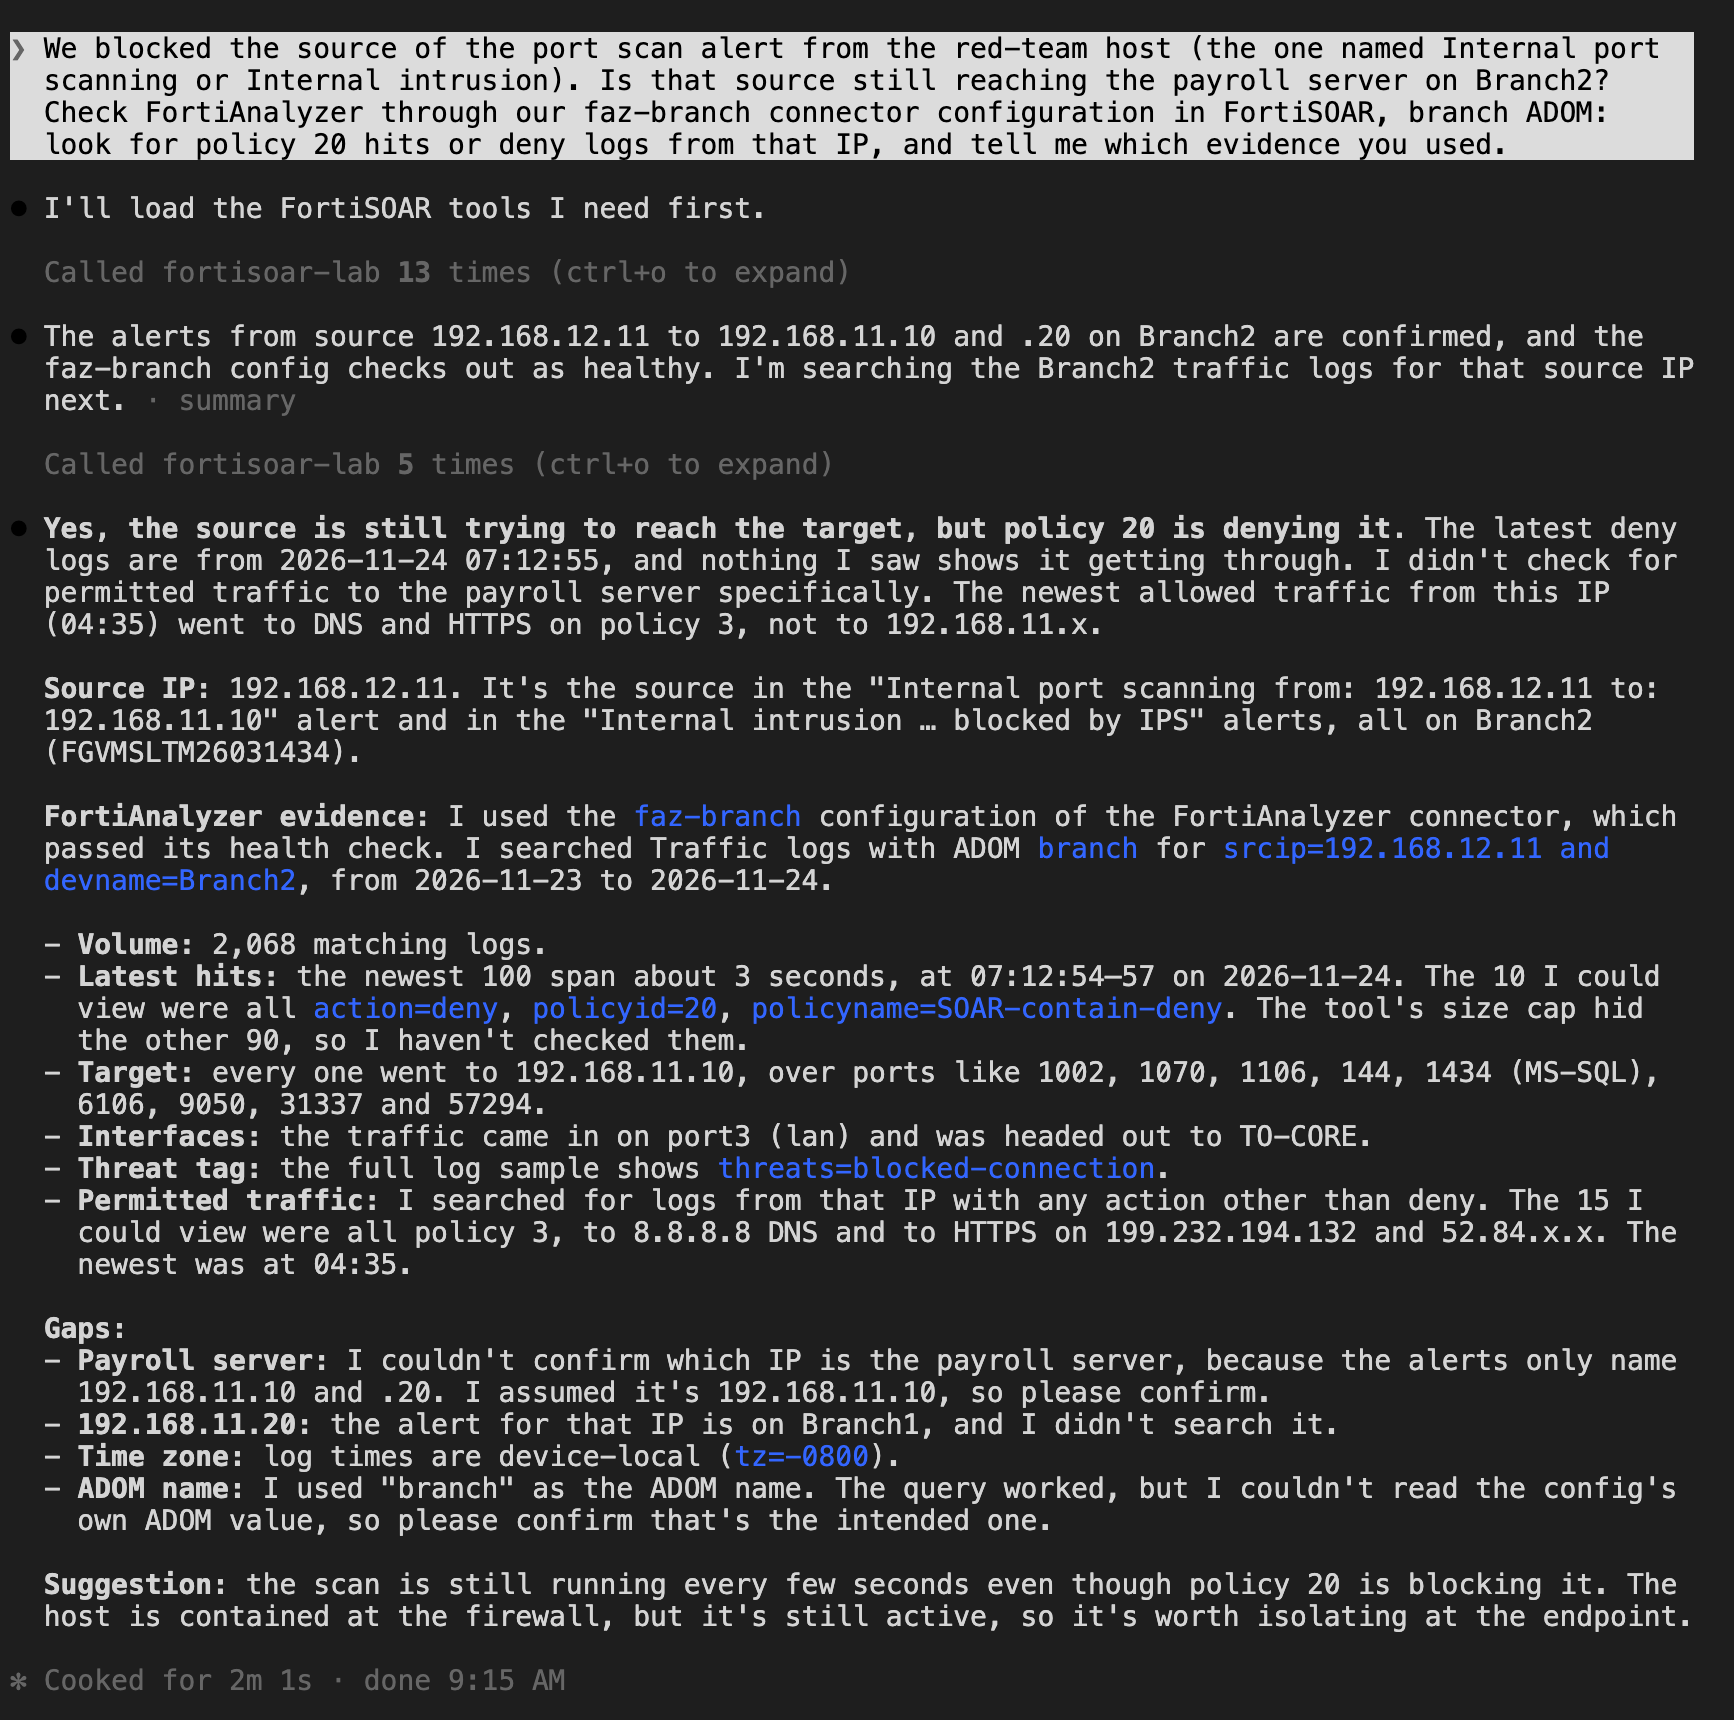 ❯ We blocked the source of the port scan alert from the red-team host (the one named Internal port
scanning or Internal intrusion). Is that source still reaching the payroll server on Branch2?
Check FortiAnalyzer through our faz-branch connector configuration in FortiSOAR, branch ADOM:
look for policy 20 hits or deny logs from that IP, and tell me which evidence you used.
● I'll load the FortiSOAR tools I need first.
Called fortisoar-lab 13 times (ctrl+o to expand)
● The alerts from source 192.168.12.11 to 192.168.11.10 and .20 on Branch2 are confirmed, and the
faz-branch config checks out as healthy. I'm searching the Branch2 traffic logs for that source IP
next. · summary
Called fortisoar-lab 5 times (ctrl+o to expand)
● Yes, the source is still trying to reach the target, but policy 20 is denying it. The latest deny
logs are from 2026-11-24 07:12:55, and nothing I saw shows it getting through. I didn't check for
permitted traffic to the payroll server specifically. The newest allowed traffic from this IP
(04:35) went to DNS and HTTPS on policy 3, not to 192.168.11.x.
Source IP: 192.168.12.11. It's the source in the "Internal port scanning from: 192.168.12.11 to:
192.168.11.10" alert and in the "Internal intrusion … blocked by IPS" alerts, all on Branch2
(FGVMSLTM26031434).
FortiAnalyzer evidence: I used the faz-branch configuration of the FortiAnalyzer connector, which
passed its health check. I searched Traffic logs with ADOM branch for srcip=192.168.12.11 and
devname=Branch2, from 2026-11-23 to 2026-11-24.
- Volume: 2,068 matching logs.
- Latest hits: the newest 100 span about 3 seconds, at 07:12:54–57 on 2026-11-24. The 10 I could
view were all action=deny, policyid=20, policyname=SOAR-contain-deny. The tool's size cap hid
the other 90, so I haven't checked them.
- Target: every one went to 192.168.11.10, over ports like 1002, 1070, 1106, 144, 1434 (MS-SQL),
6106, 9050, 31337 and 57294.
- Interfaces: the traffic came in on port3 (lan) and was headed out to TO-CORE.
- Threat tag: the full log sample shows threats=blocked-connection.
- Permitted traffic: I searched for logs from that IP with any action other than deny. The 15 I
could view were all policy 3, to 8.8.8.8 DNS and to HTTPS on 199.232.194.132 and 52.84.x.x. The
newest was at 04:35.
Gaps:
- Payroll server: I couldn't confirm which IP is the payroll server, because the alerts only name
192.168.11.10 and .20. I assumed it's 192.168.11.10, so please confirm.
- 192.168.11.20: the alert for that IP is on Branch1, and I didn't search it.
- Time zone: log times are device-local (tz=-0800).
- ADOM name: I used "branch" as the ADOM name. The query worked, but I couldn't read the config's
own ADOM value, so please confirm that's the intended one.
Suggestion: the scan is still running every few seconds even though policy 20 is blocking it. The
host is contained at the firewall, but it's still active, so it's worth isolating at the endpoint.
✻ Cooked for 2m 1s · done 9:15 AM